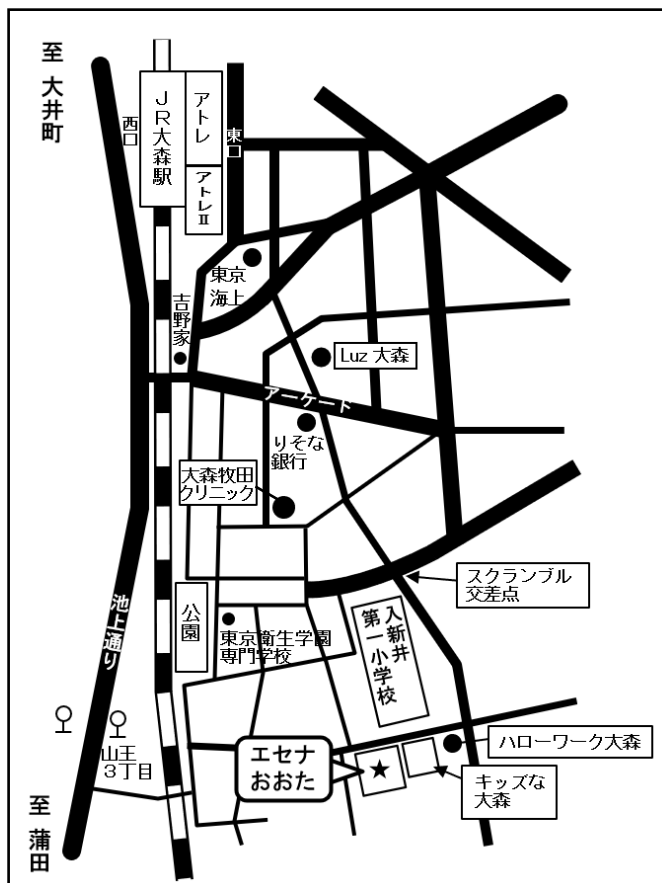 至 大井町
西口
JR大森駅
アトレ
アトレⅡ
東口
東京
海上
吉野家
Luz 大森
アーケード
りそな
銀行
大森牧田
クリニック
スクランブル
交差点
公園
池上通り
東京衛生学園
専門学校
入新井
第一小学校
山王
3丁目
エセナ
おおた
★
ハローワーク大森
キッズな
大森
至 蒲田